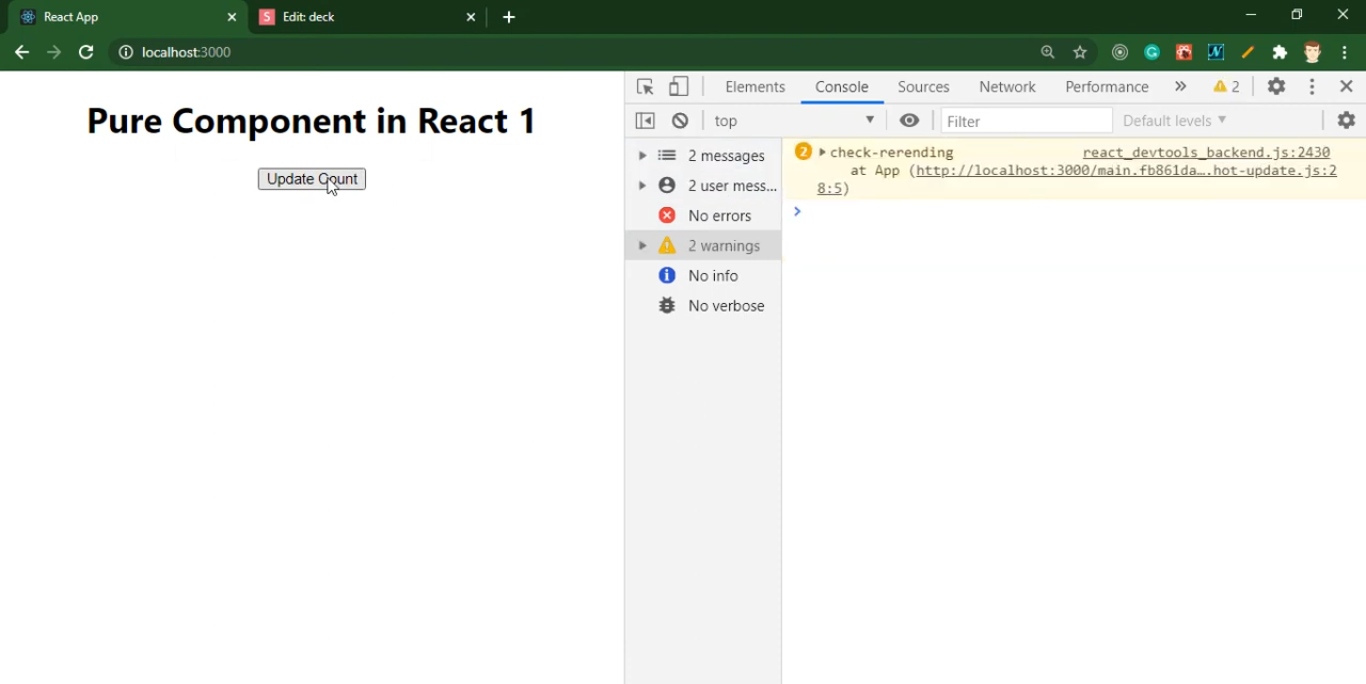 React App
Edit: deck
localhost:3000
Pure Component in React 1
Update Count
Elements Console Sources Network Performance » 2
top Filter Default levels
2 messages
2 user mess...
No errors
2 warnings
No info
No verbose
2 check-rerending react_devtools_backend.js:2430
at App (http://localhost:3000/main.fb861da….hot-update.js:2
8:5)